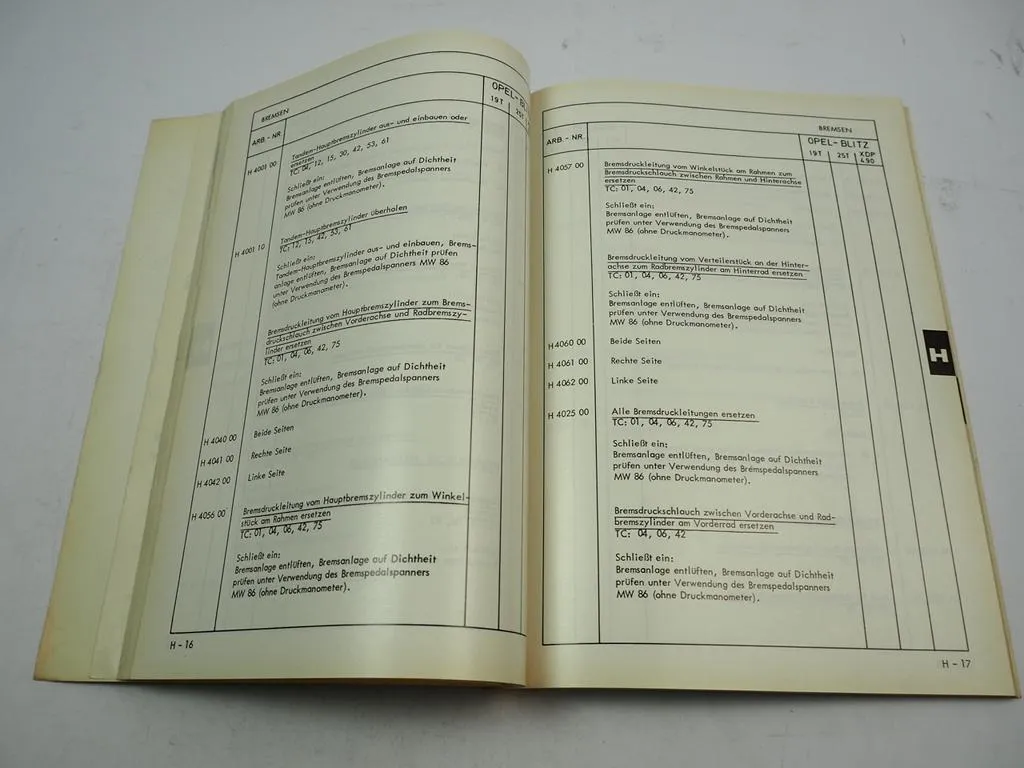 BREMSEN
OPEL-BL
ARB. - NR.
19 T
25T
H 4001 00
Tandem-Hauptbremszylinder aus- und einbauen oder
ersetzen
TC: 04, 12, 15, 30, 42, 53, 61
Schließt ein:
Bremsanlage entlüften, Bremsanlage auf Dichtheit
prüfen unter Verwendung des Bremspedalspanners
MW 86 (ohne Druckmanometer).
H 4001 10
Tandem-Hauptbremszylinder überholen
TC: 12, 15, 42, 53, 61
Schließt ein:
Tandem-Hauptbremszylinder aus- und einbauen, Brems-
anlage entlüften, Bremsanlage auf Dichtheit prüfen
unter Verwendung des Bremspedalspanners MW 86
(ohne Druckmanometer).
Bremsdruckleitung vom Hauptbremszylinder zum Brems-
druckschlauch zwischen Vorderachse und Radbremszy-
linder ersetzen
TC: 01, 04, 06, 42, 75
Schließt ein:
Bremsanlage entlüften, Bremsanlage auf Dichtheit
prüfen unter Verwendung des Bremspedalspanners
MW 86 (ohne Druckmanometer).
H 4040 00 Beide Seiten
H 4041 00 Rechte Seite
H 4042 00 Linke Seite
H 4056 00
Bremsdruckleitung vom Hauptbremszylinder zum Winkel-
stück am Rahmen ersetzen
TC: 01, 04, 06, 42, 75
Schließt ein:
Bremsanlage entlüften, Bremsanlage auf Dichtheit
prüfen unter Verwendung des Bremspedalspanners
MW 86 (ohne Druckmanometer).
H - 16
BREMSEN
ARB. - NR.
OPEL - BLITZ
19T 25T XDP
4.90
H 4057 00
Bremsdruckleitung vom Winkelstück am Rahmen zum
Bremsdruckschlauch zwischen Rahmen und Hinterachse
ersetzen
TC: 01, 04, 06, 42, 75
Schließt ein:
Bremsanlage entlüften, Bremsanlage auf Dichtheit
prüfen unter Verwendung des Bremspedalspanners
MW 86 (ohne Druckmanometer).
Bremsdruckleitung vom Verteilerstück an der Hinter-
achse zum Radbremszylinder am Hinterrad ersetzen
TC: 01, 04, 06, 42, 75
Schließt ein:
Bremsanlage entlüften, Bremsanlage auf Dichtheit
prüfen unter Verwendung des Bremspedalspanners
MW 86 (ohne Druckmanometer).
H 4060 00 Beide Seiten
H 4061 00 Rechte Seite
H 4062 00 Linke Seite
H 4025 00 Alle Bremsdruckleitungen ersetzen
TC: 01, 04, 06, 42, 75
Schließt ein:
Bremsanlage entlüften, Bremsanlage auf Dichtheit
prüfen unter Verwendung des Bremspedalspanners
MW 86 (ohne Druckmanometer).
Bremsdruckschlauch zwischen Vorderachse und Rad-
bremszylinder am Vorderrad ersetzen
TC: 04, 06, 42
Schließt ein:
Bremsanlage entlüften, Bremsanlage auf Dichtheit
prüfen unter Verwendung des Bremspedalspanners
MW 86 (ohne Druckmanometer).
H - 17
H